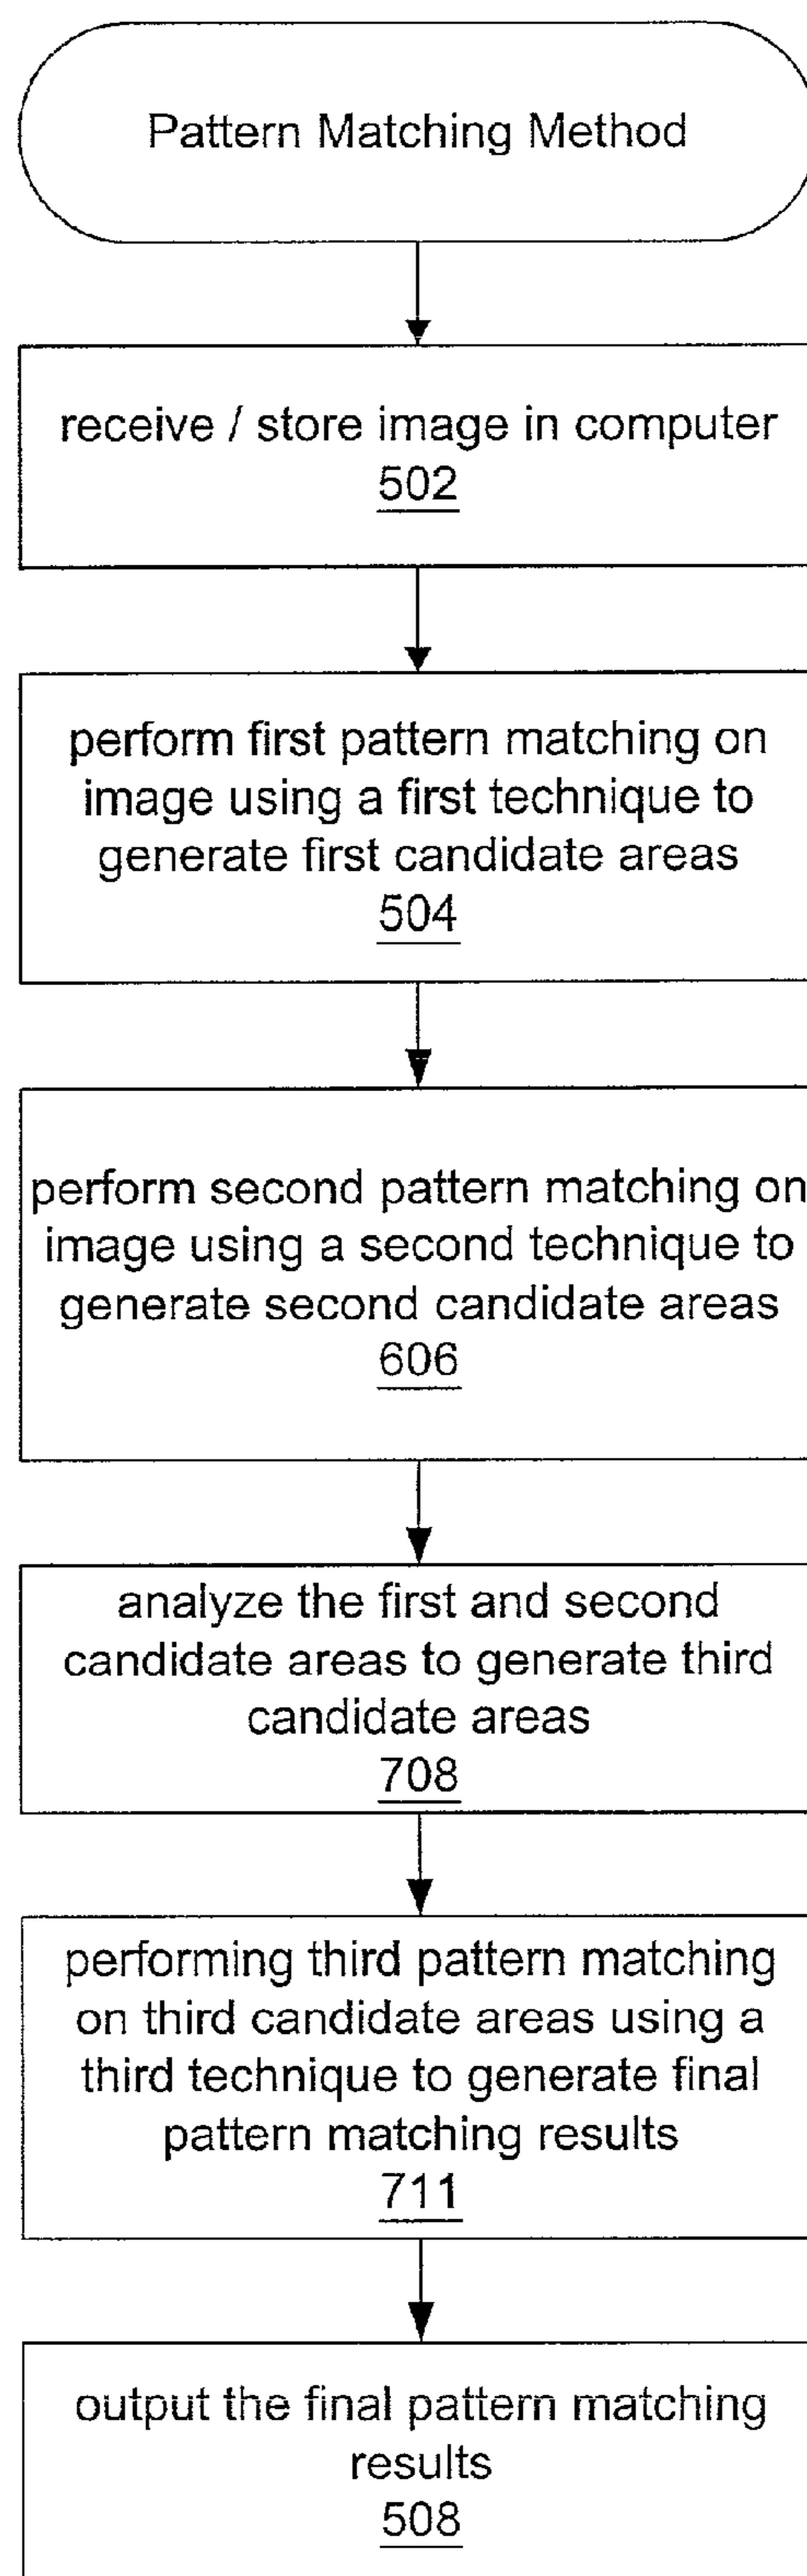 Pattern Matching Method
receive / store image in computer
502
perform first pattern matching on
image using a first technique to
generate first candidate areas
504
perform second pattern matching on
image using a second technique to
generate second candidate areas
606
analyze the first and second
candidate areas to generate third
candidate areas
708
performing third pattern matching
on third candidate areas using a
third technique to generate final
pattern matching results
711
output the final pattern matching
results
508